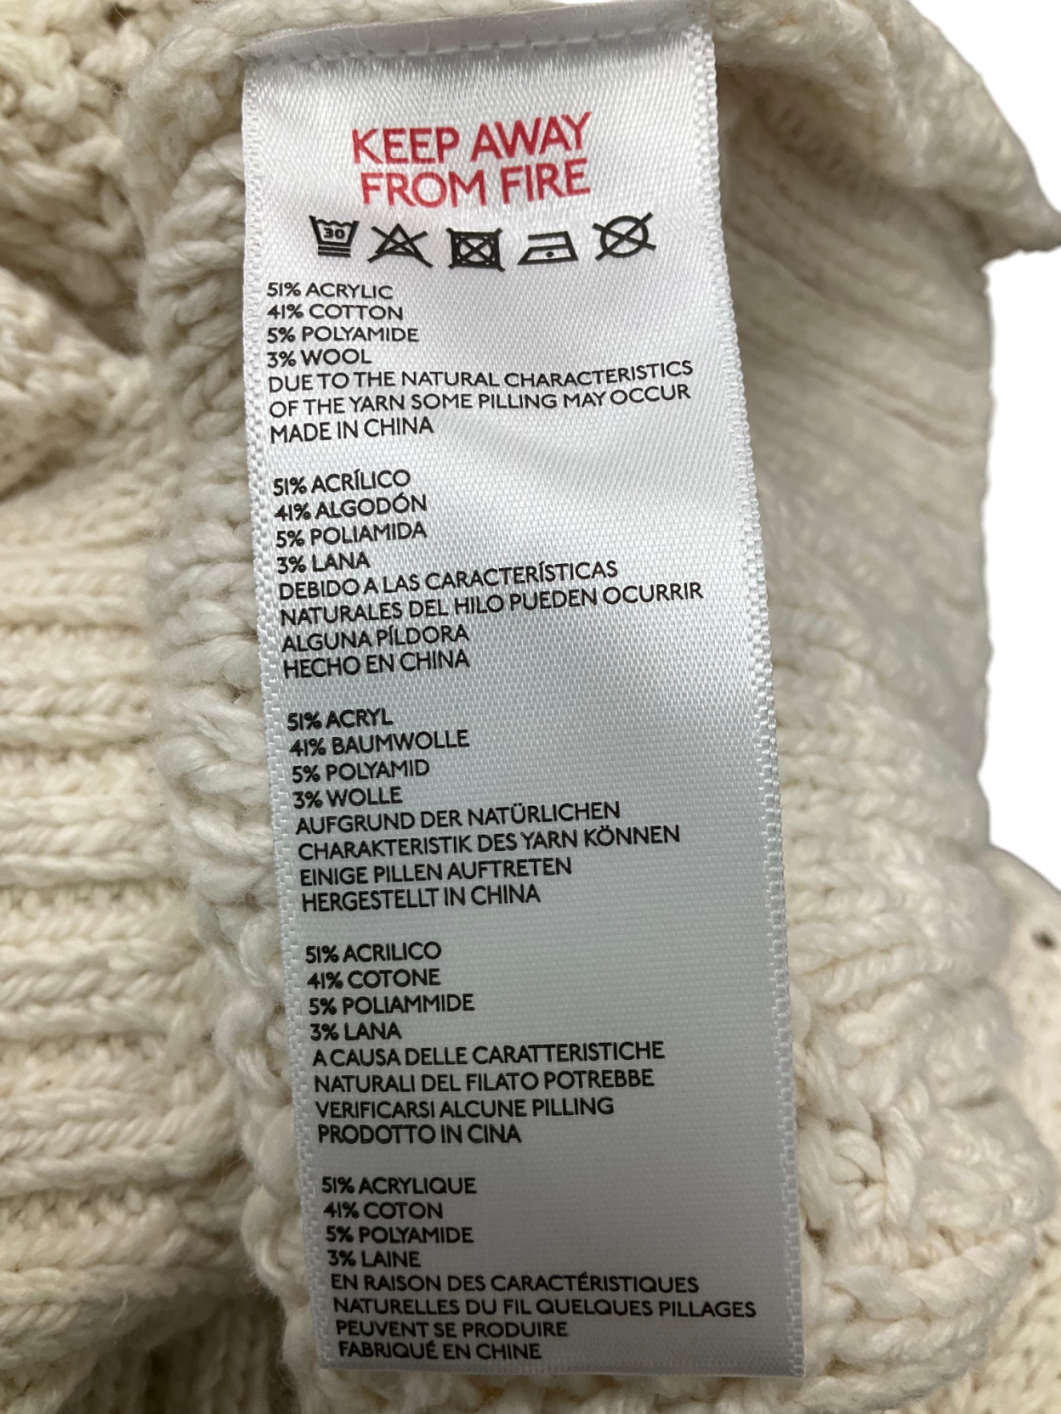 KEEP AWAY
FROM FIRE
30
51% ACRYLIC
41% COTTON
5% POLYAMIDE
3% WOOL
DUE TO THE NATURAL CHARACTERISTICS
OF THE YARN SOME PILLING MAY OCCUR
MADE IN CHINA
51% ACRÍLICO
41% ALGODÓN
5% POLIAMIDA
3% LANA
DEBIDO A LAS CARACTERÍSTICAS
NATURALES DEL HILO PUEDEN OCURRIR
ALGUNA PÍLDORA
HECHO EN CHINA
51% ACRYL
41% BAUMWOLLE
5% POLYAMID
3% WOLLE
AUFGRUND DER NATÜRLICHEN
CHARAKTERISTIK DES YARN KÖNNEN
EINIGE PILLEN AUFTRETEN
HERGESTELLT IN CHINA
51% ACRILICO
41% COTONE
5% POLIAMMIDE
3% LANA
A CAUSA DELLE CARATTERISTICHE
NATURALI DEL FILATO POTREBBE
VERIFICARSI ALCUNE PILLING
PRODOTTO IN CINA
51% ACRYLIQUE
41% COTON
5% POLYAMIDE
3% LAINE
EN RAISON DES CARACTÉRISTIQUES
NATURELLES DU FIL QUELQUES PILLAGES
PEUVENT SE PRODUIRE
FABRIQUÉ EN CHINE